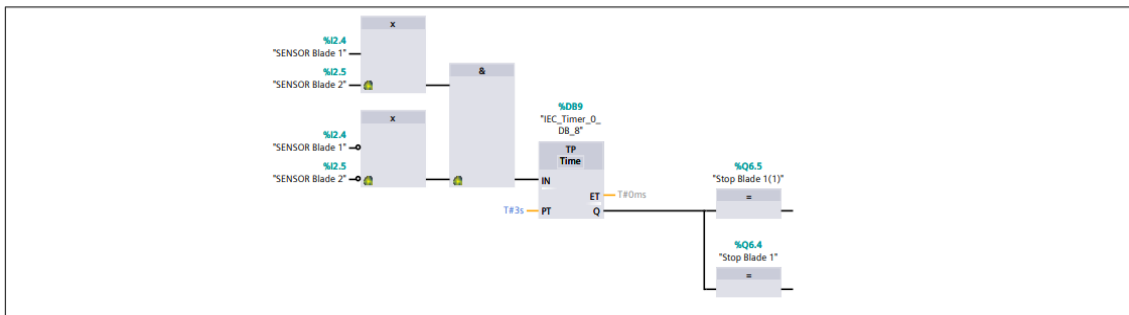 x
%I2.4
"SENSOR Blade 1"
%I2.5
"SENSOR Blade 2"
&
x
%I2.4
"SENSOR Blade 1"
%I2.5
"SENSOR Blade 2"
%DB9
"IEC_Timer_0_
DB_8"
TP
Time
IN
ET
T#0ms
T#3s
PT
Q
%Q6.5
"Stop Blade 1(1)"
=
%Q6.4
"Stop Blade 1"
=